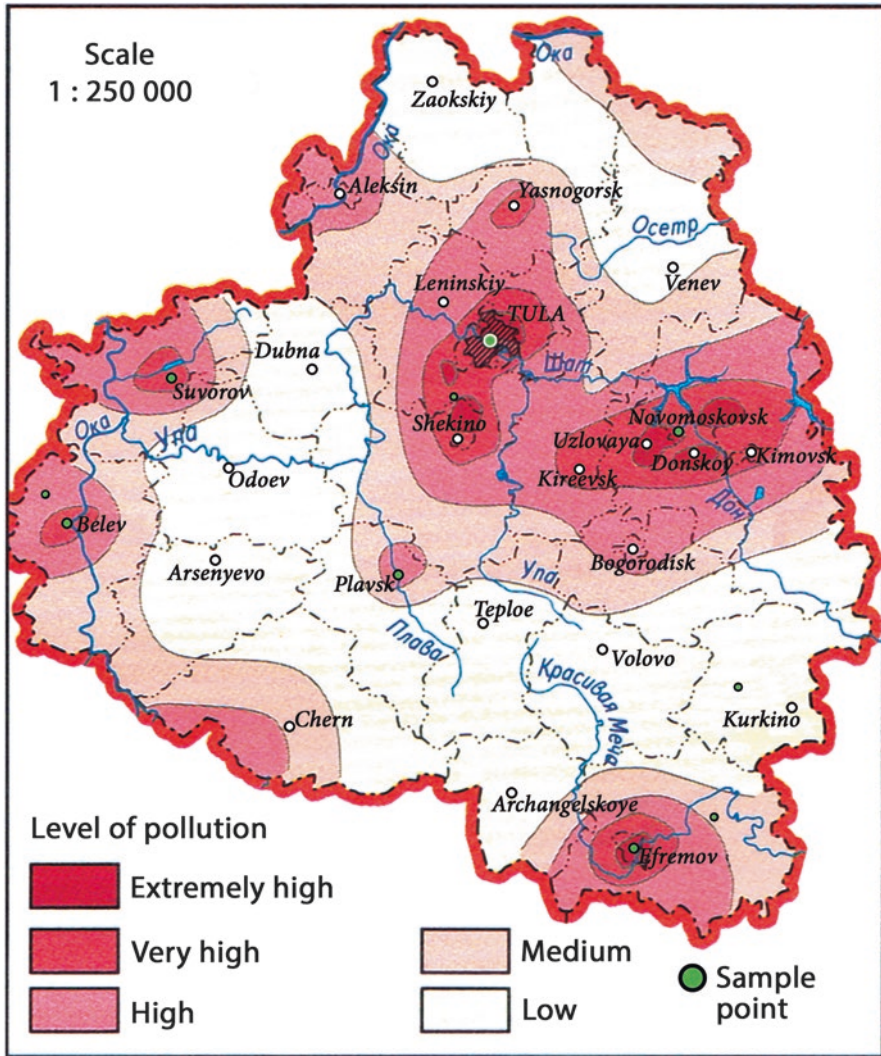 Scale
1 : 250 000
Ока
Zaokskiy
Ока
Aleksin
Yasnogorsk
Осетр
Venev
Leninskiy
TULA
Шат
Dubna
Suvorov
Shekino
Novomoskovsk
Uzlovaya
Donskoy
Kimovsk
Kireevsk
Ока
Упа
Odoev
Дон
Belev
Bogorodisk
Arsenyevo
Plavsk
Упа
Teploe
Плава
Volovo
Красивая Меча
Kurkino
Chern
Archangelskoye
Efremov
Level of pollution
Extremely high
Very high
High
Medium
Low
Sample
point